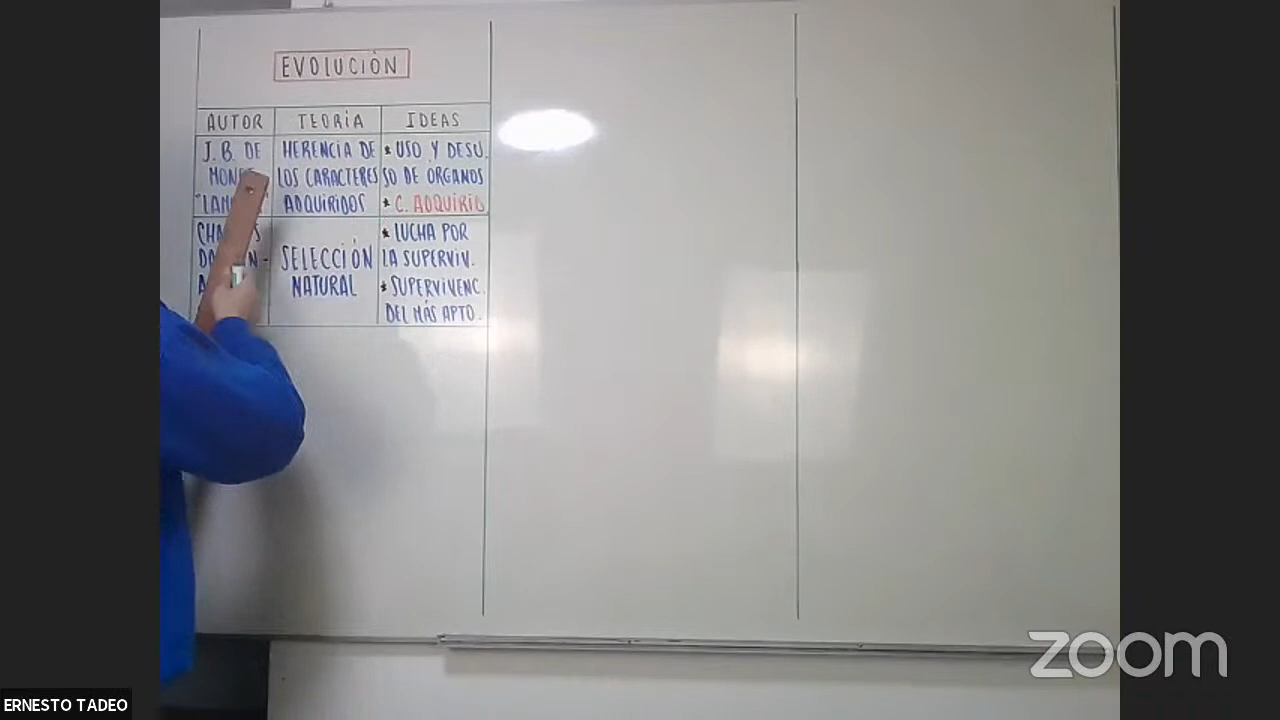 EVOLUCIÓN
AUTOR TEORÍA IDEAS
J. B. DE
HERENCIA DE
LOS CARACTERES
ADQUIRIDOS
* USO Y DESU.
SO DE ORGANOS
* C. ADQUIRID
SELECCIÓN
NATURAL
* LUCHA POR
LA SUPERVIV.
* SUPERVIVENC.
DEL MÁS APTO.
zoom
ERNESTO TADEO